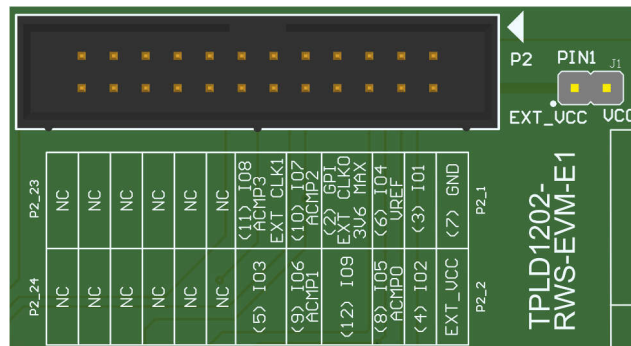 P2
PIN1
J1
EXT_VCC
VCC
P2_23
NC
NC
NC
NC
NC
NC
(11) IO8
ACMP3
EXT CLK1
(10) IO7
ACMP2
(2) GPI
EXT CLK0
3V6 MAX
(6) IO4
VREF
(3) IO1
(7) GND
P2_1
P2_24
NC
NC
NC
NC
NC
NC
(5) IO3
(9) IO6
ACMP1
(12) IO9
(8) IO5
ACMP0
(4) IO2
EXT_VCC
P2_2
TPLD1202-
RWS-EVM-E1